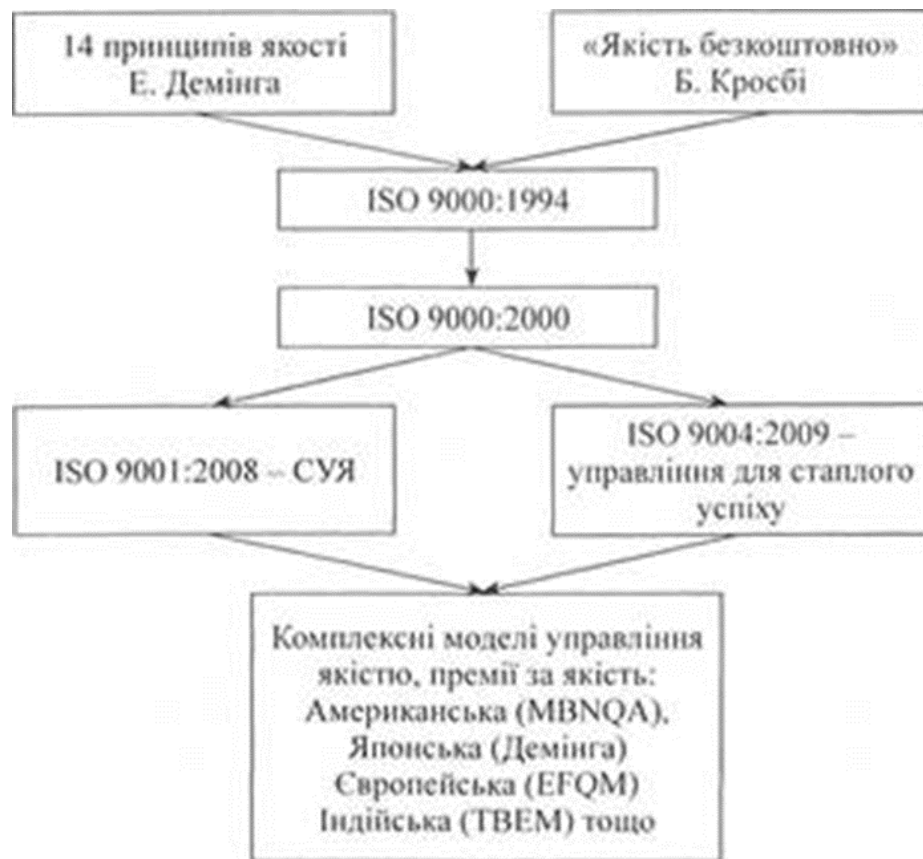 14 принципів якості
Е. Демінга
«Якість безкоштовно»
Б. Кросбі
ISO 9000:1994
ISO 9000:2000
ISO 9001:2008 – СУЯ
ISO 9004:2009 –
управління для стаплого
успіху
Комплексні моделі управління
якістю, премії за якість:
Американська (MBNQA),
Японська (Демінга)
Європейська (EFQM)
Індійська (TBEM) тощо